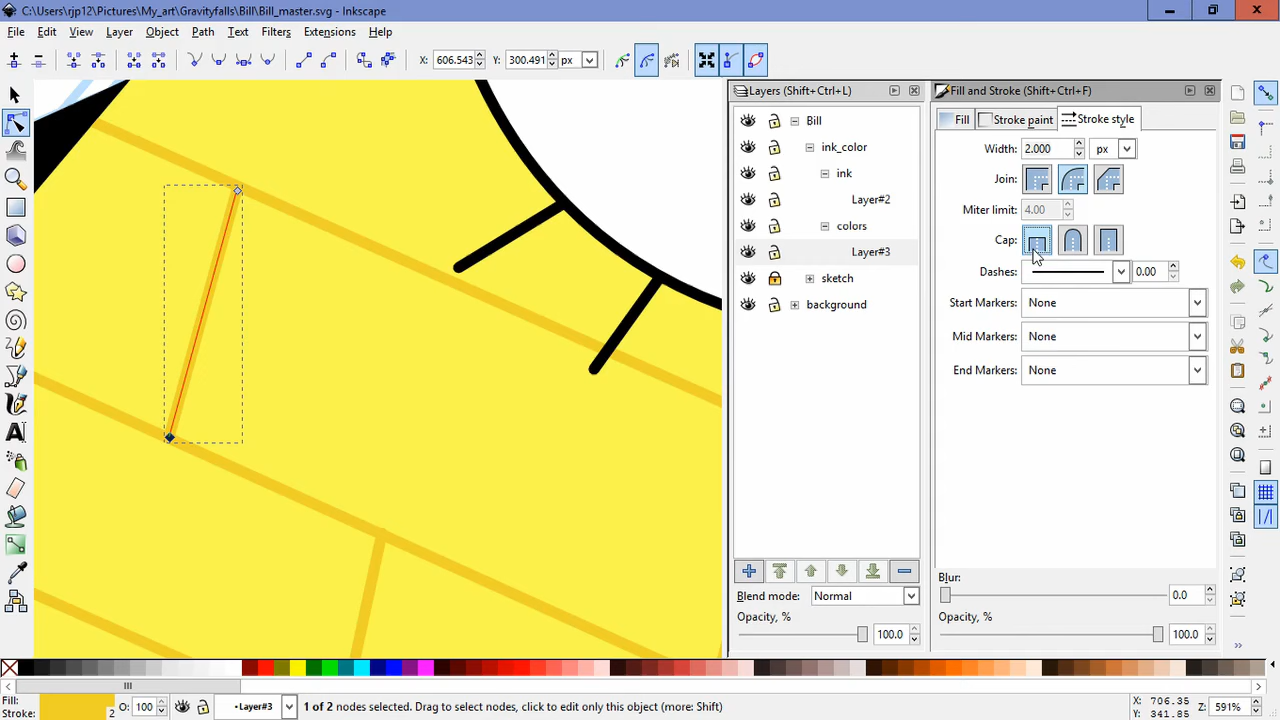 C:\Users\rjp12\Pictures\My_art\Gravityfalls\Bill\Bill_master.svg - Inkscape
File Edit View Layer Object Path Text Filters Extensions Help
X: 606.543 Y: 300.491 px
Layers (Shift+Ctrl+L)
Bill
ink_color
ink
Layer#2
colors
Layer#3
sketch
background
Blend mode: Normal
Opacity, %
100.0
Fill and Stroke (Shift+Ctrl+F)
Fill Stroke paint Stroke style
Width: 2.000 px
Join:
Miter limit: 4.00
Cap:
Dashes: 0.00
Start Markers: None
Mid Markers: None
End Markers: None
Blur:
0.0
Opacity, %
100.0
Fill:
Stroke: 2
O: 100
•Layer#3
1 of 2 nodes selected. Drag to select nodes, click to edit only this object (more: Shift)
X: 706.35
Y: 341.85
Z: 591%